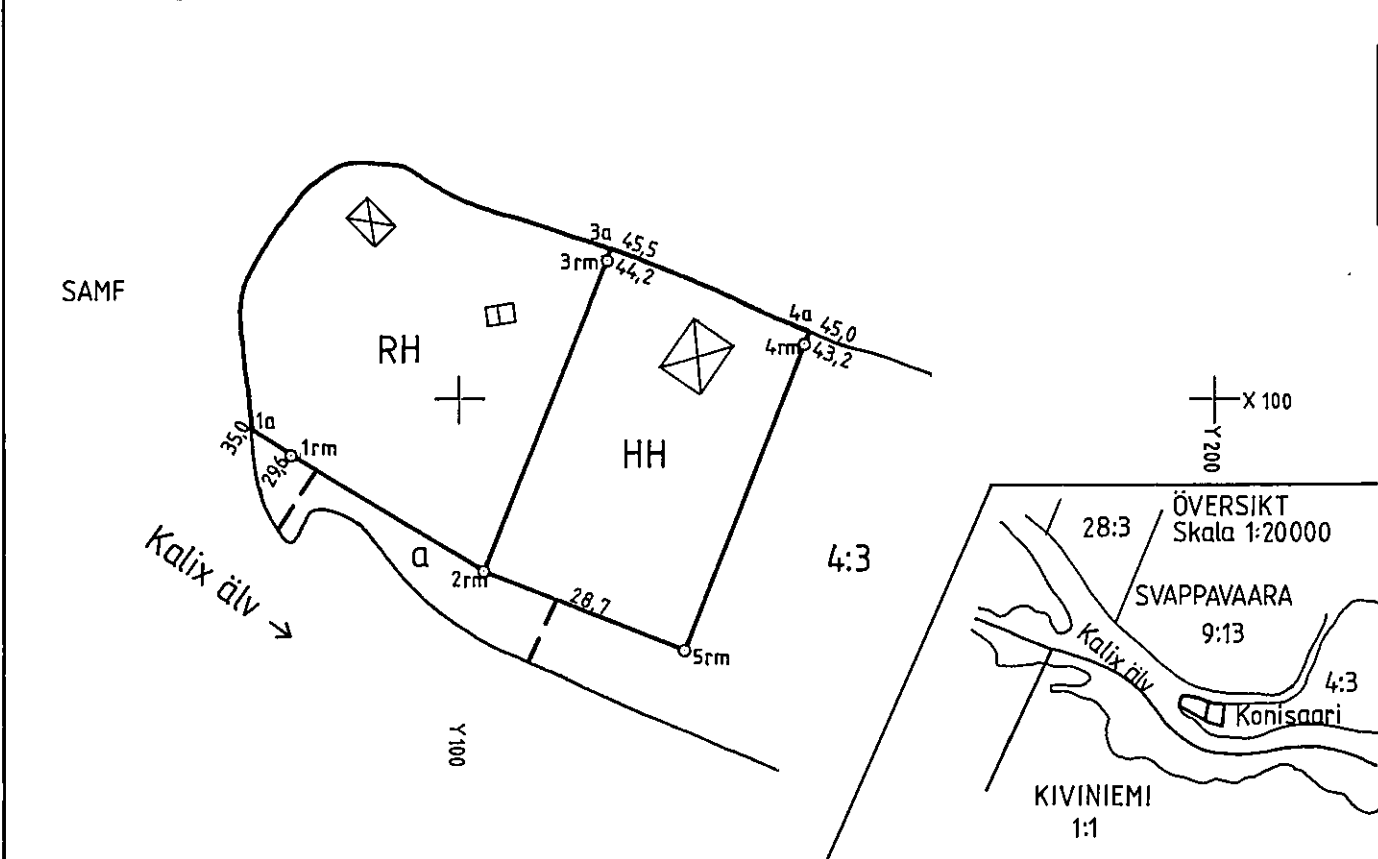 3a 45,5
3rm 44,2
SAMF
4a 45,0
4rm 43,2
RH
X 100
Y 200
1a
35,0
1rm
29,6
HH
ÖVERSIKT
Skala 1:20000
28:3
Kalix älv
a
2rm
28,7
4:3
SVAPPAVAARA
9:13
Kalix älv
5rm
4:3
Konisaari
Y 100
KIVINIEMI
1:1